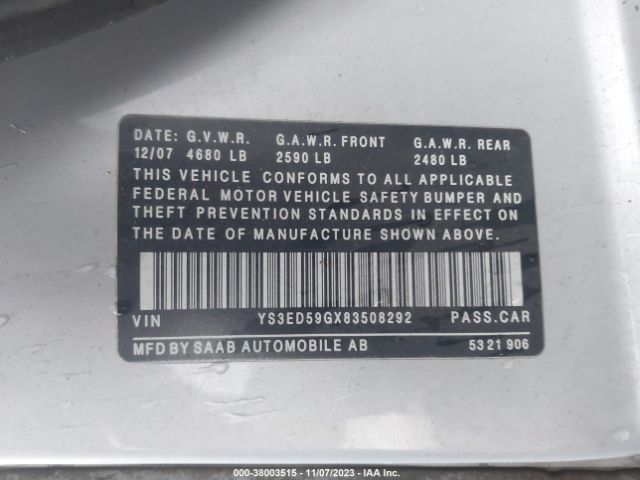 DATE: G.V.W.R. G.A.W.R. FRONT G.A.W.R. REAR
12/07 4680 LB 2590 LB 2480 LB
THIS VEHICLE CONFORMS TO ALL APPLICABLE
FEDERAL MOTOR VEHICLE SAFETY BUMPER AND
THEFT PREVENTION STANDARDS IN EFFECT ON
THE DATE OF MANUFACTURE SHOWN ABOVE.
VIN YS3ED59GX83508292 PASS.CAR
MFD BY SAAB AUTOMOBILE AB 5321 906
000-38003515 - 11/07/2023 - IAA Inc.